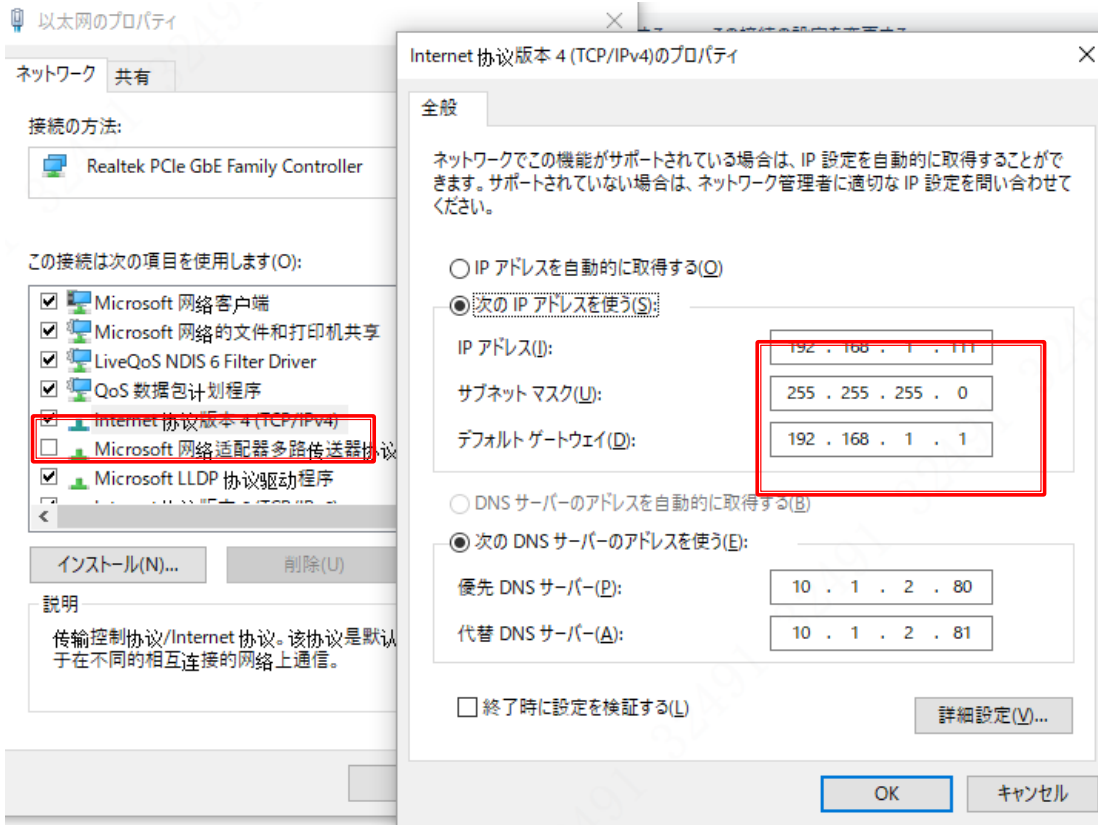 以太网のプロパティ
ネットワーク
共有
接続の方法:
Realtek PCIe GbE Family Controller
この接続は次の項目を使用します(O):
Microsoft 网络客户端
Microsoft 网络的文件和打印机共享
LiveQoS NDIS 6 Filter Driver
QoS 数据包计划程序
Internet 协议版本 4 (TCP/IPv4)
Microsoft 网络适配器多路传送器协议
Microsoft LLDP 协议驱动程序
インストール(N)...
削除(U)
説明
传输控制协议/Internet 协议。该协议是默认
于在不同的相互连接的网络上通信。
Internet 协议版本 4 (TCP/IPv4)のプロパティ
全般
ネットワークでこの機能がサポートされている場合は、IP 設定を自動的に取得することがで
きます。サポートされていない場合は、ネットワーク管理者に適切な IP 設定を問い合わせて
ください。
IP アドレスを自動的に取得する(O)
次の IP アドレスを使う(S):
IP アドレス(I):
192 . 168 . 1 . 111
サブネット マスク(U):
255 . 255 . 255 . 0
デフォルト ゲートウェイ(D):
192 . 168 . 1 . 1
DNS サーバーのアドレスを自動的に取得する(B)
次の DNS サーバーのアドレスを使う(E):
優先 DNS サーバー(P):
10 . 1 . 2 . 80
代替 DNS サーバー(A):
10 . 1 . 2 . 81
終了時に設定を検証する(L)
詳細設定(V)...
OK
キャンセル